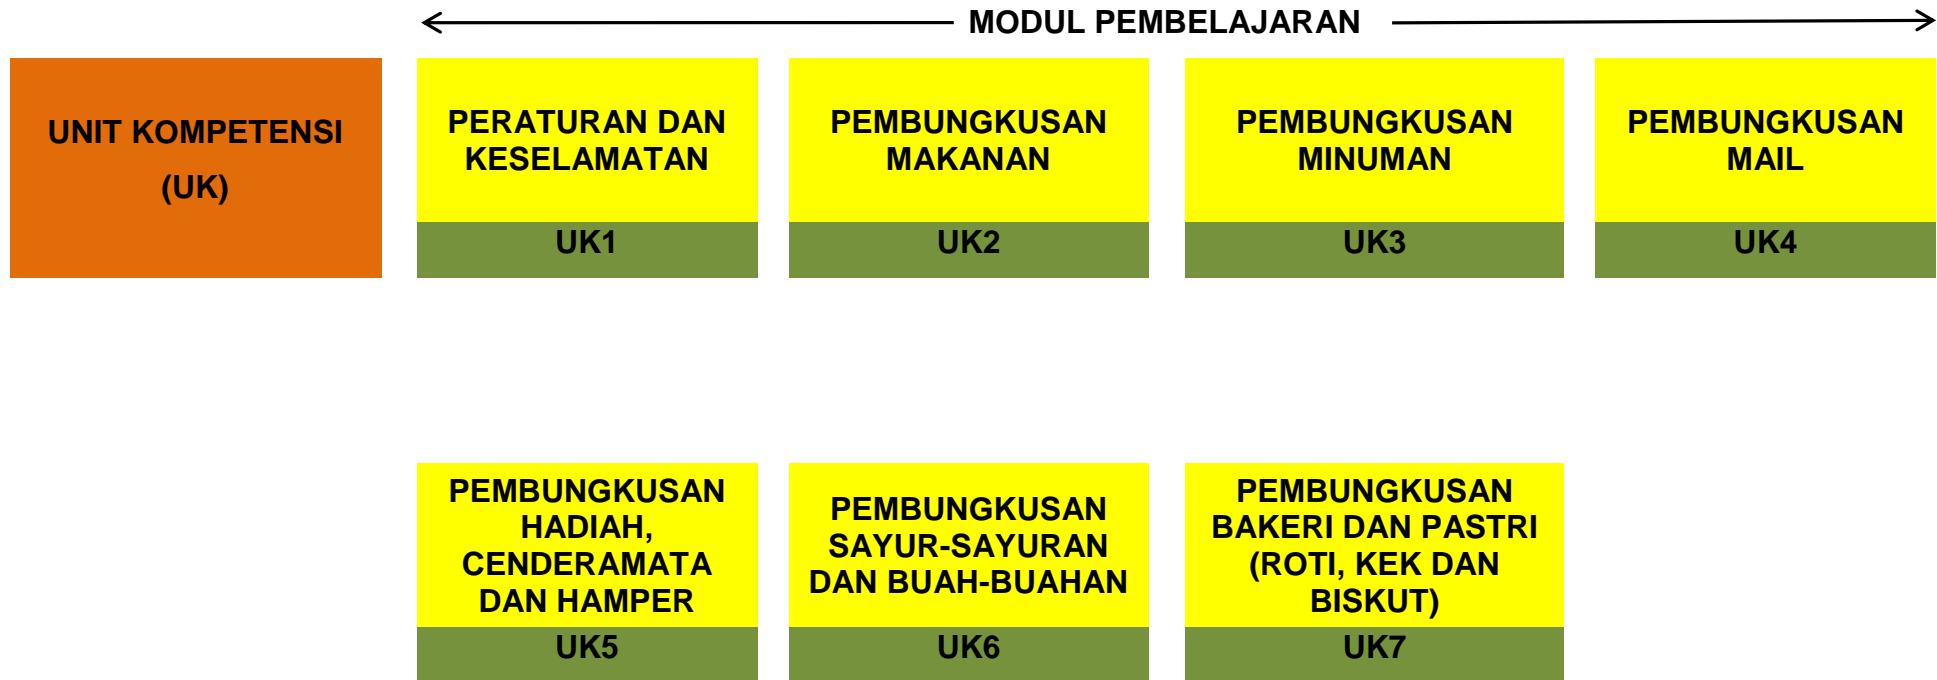 MODUL PEMBELAJARAN
UNIT KOMPETENSI
(UK)
PERATURAN DAN
KESELAMATAN
UK1
PEMBUNGKUSAN
MAKANAN
UK2
PEMBUNGKUSAN
MINUMAN
UK3
PEMBUNGKUSAN
MAIL
UK4
PEMBUNGKUSAN
HADIAH,
CENDERAMATA
DAN HAMPER
UK5
PEMBUNGKUSAN
SAYUR-SAYURAN
DAN BUAH-BUAHAN
UK6
PEMBUNGKUSAN
BAKERI DAN PASTRI
(ROTI, KEK DAN
BISKUT)
UK7